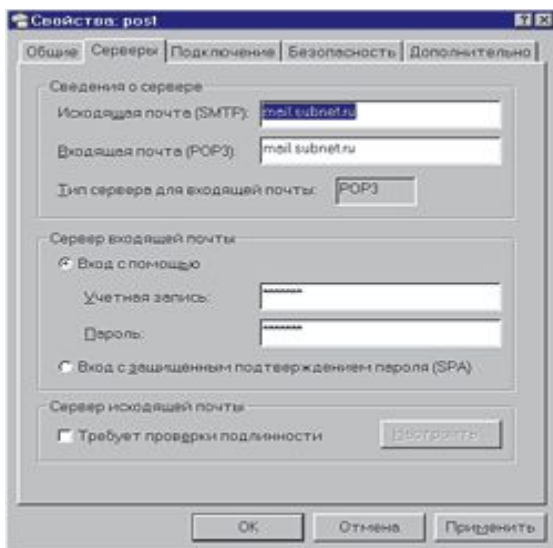 Свойства: post
Общие Серверы Подключение Безопасность Дополнительно
Сведения о сервере
Исходящая почта (SMTP): mail.subnet.ru
Входящая почта (POP3): mail.subnet.ru
Тип сервера для входящей почты: POP3
Сервер входящей почты
Вход с помощью
Учетная запись: *******
Пароль: *******
Вход с защищенным подтверждением пароля (SPA)
Сервер исходящей почты
Требует проверки подлинности Настроить...
ОК Отмена Применить